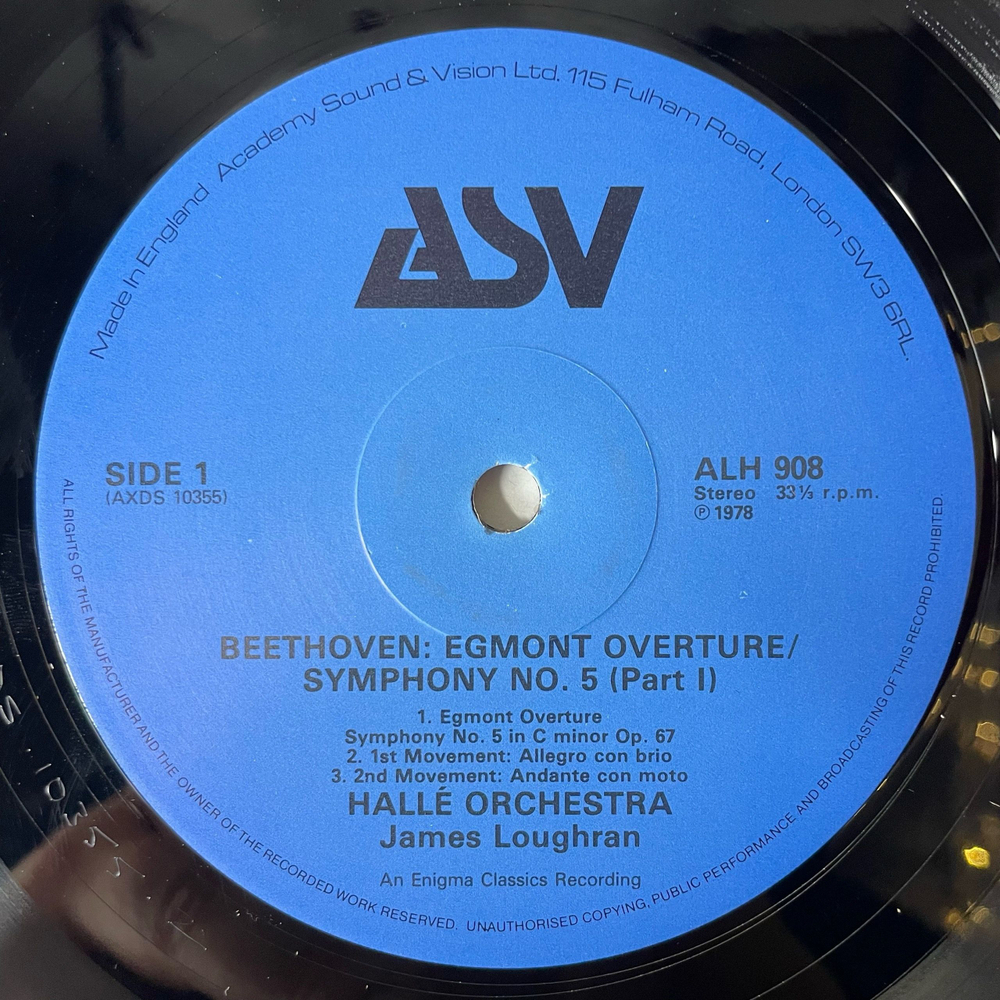 Made In England Academy Sound & Vision Ltd. 115 Fulham Road, London SW3 6RL.
ASV
SIDE 1
(AXDS 10355)
ALH 908
Stereo 33⅓ r.p.m.
℗ 1978
BEETHOVEN: EGMONT OVERTURE/
SYMPHONY NO. 5 (Part I)
1. Egmont Overture
Symphony No. 5 in C minor Op. 67
2. 1st Movement: Allegro con brio
3. 2nd Movement: Andante con moto
HALLÉ ORCHESTRA
James Loughran
An Enigma Classics Recording
ALL RIGHTS OF THE MANUFACTURER AND THE OWNER OF THE RECORDED WORK RESERVED. UNAUTHORISED COPYING, PUBLIC PERFORMANCE AND BROADCASTING OF THIS RECORD PROHIBITED.